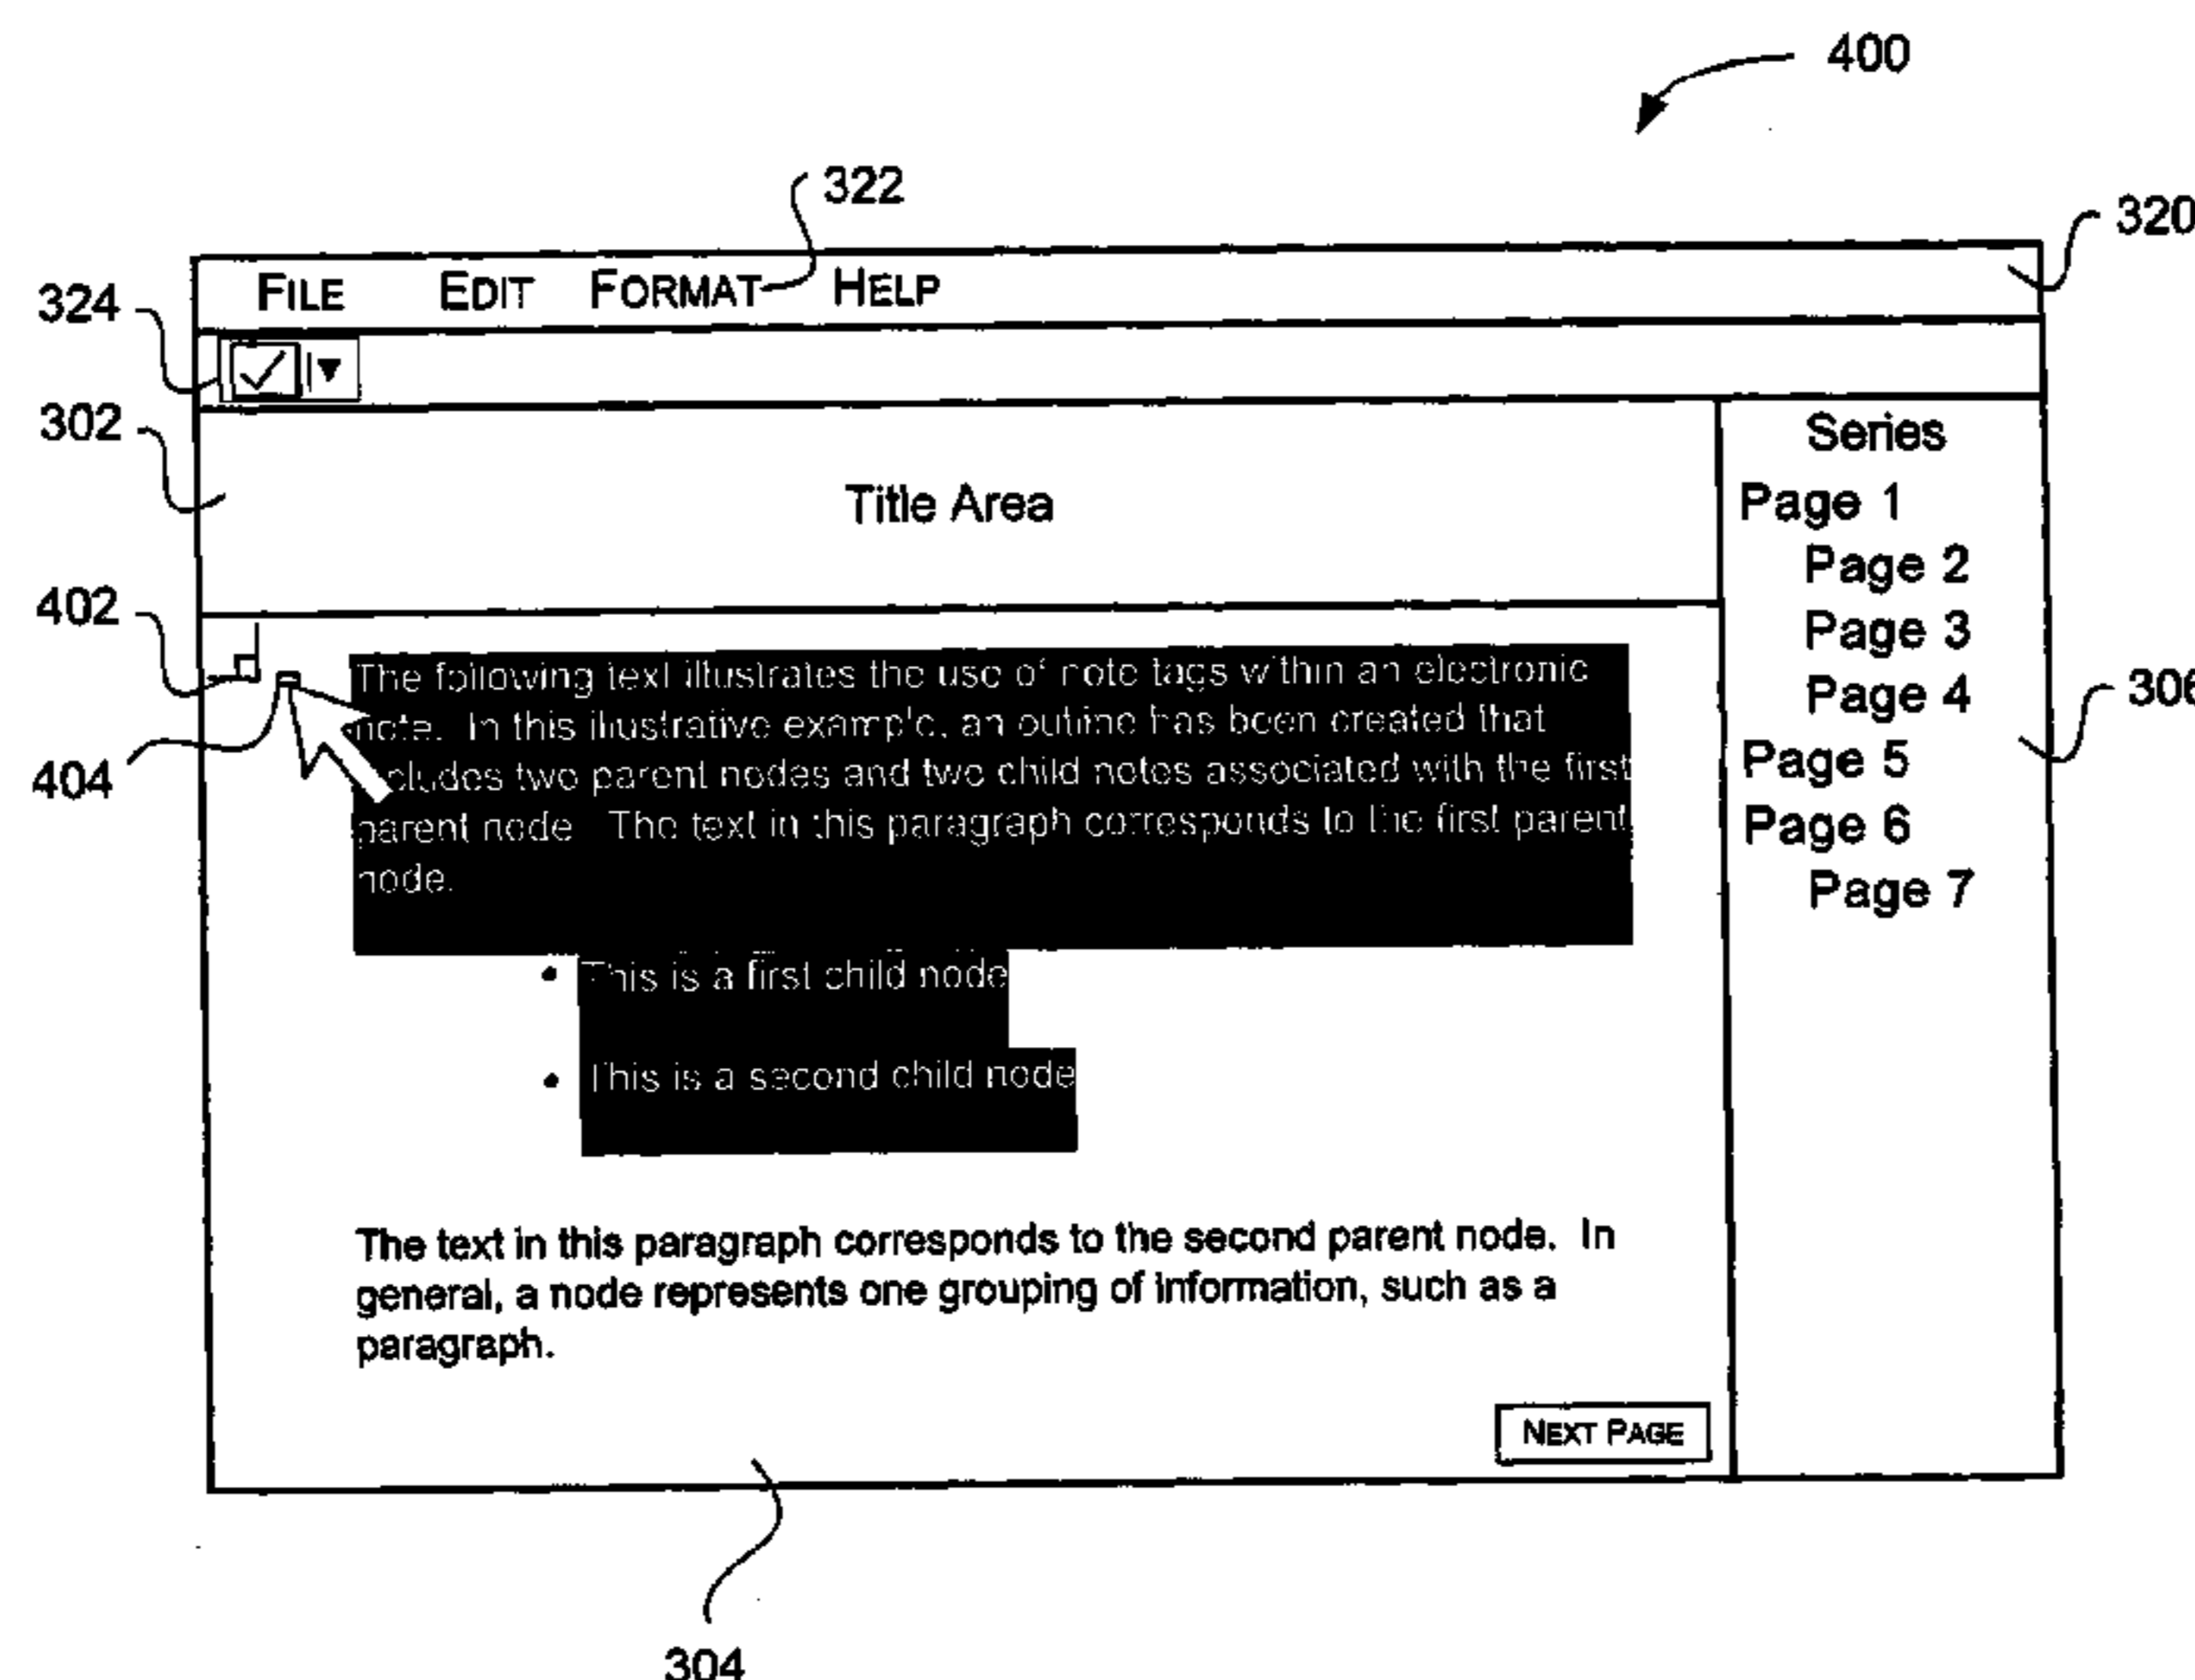 400
322
320
FILE EDIT FORMAT HELP
324
302
Title Area
Series
Page 1
Page 2
Page 3
Page 4
Page 5
Page 6
Page 7
306
402
404
The following text illustrates the use of note tags within an electronic
note. In this illustrative example, an outline has been created that
cludes two parent nodes and two child notes associated with the first
parent node The text in this paragraph corresponds to the first parent
node.
• This is a first child node
• This is a second child node
The text in this paragraph corresponds to the second parent node. In
general, a node represents one grouping of information, such as a
paragraph.
NEXT PAGE
304